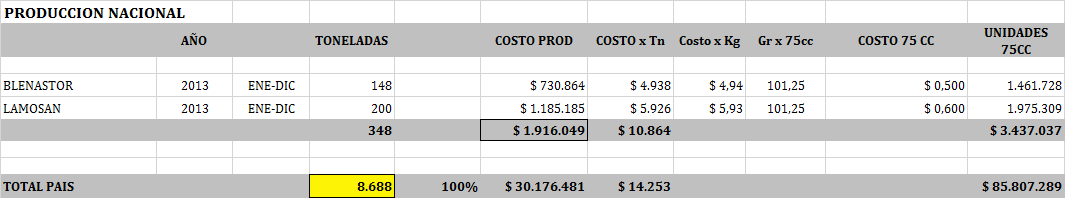 PRODUCCION NACIONAL
AÑO TONELADAS COSTO PROD COSTO x Tn Costo x Kg Gr x 75cc COSTO 75 CC UNIDADES 75CC
BLENASTOR 2013 ENE-DIC 148 $ 730.864 $ 4.938 $ 4,94 101,25 $ 0,500 1.461.728
LAMOSAN 2013 ENE-DIC 200 $ 1.185.185 $ 5.926 $ 5,93 101,25 $ 0,600 1.975.309
348 $ 1.916.049 $ 10.864 $ 3.437.037
TOTAL PAIS 8.688 100% $ 30.176.481 $ 14.253 $ 85.807.289